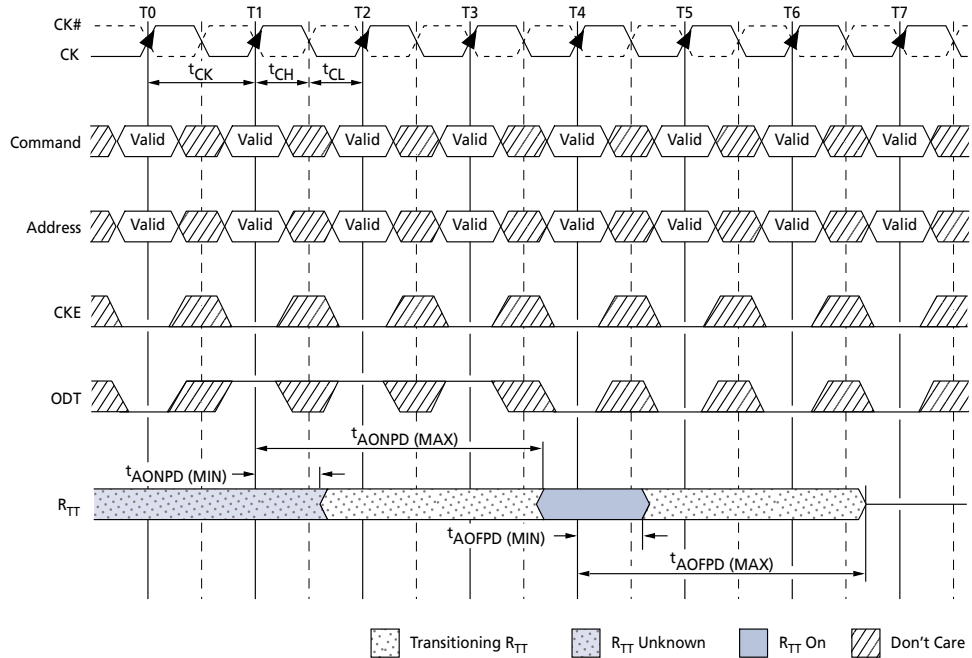 T0 T1 T2 T3 T4 T5 T6 T7
CK#
CK
tCK tCH tCL
Command Valid Valid Valid Valid Valid Valid Valid Valid
Address Valid Valid Valid Valid Valid Valid Valid Valid
CKE
ODT
tAONPD (MAX)
tAONPD (MIN)
RTT
tAOFPD (MIN)
tAOFPD (MAX)
Transitioning RTT RTT Unknown RTT On Don't Care